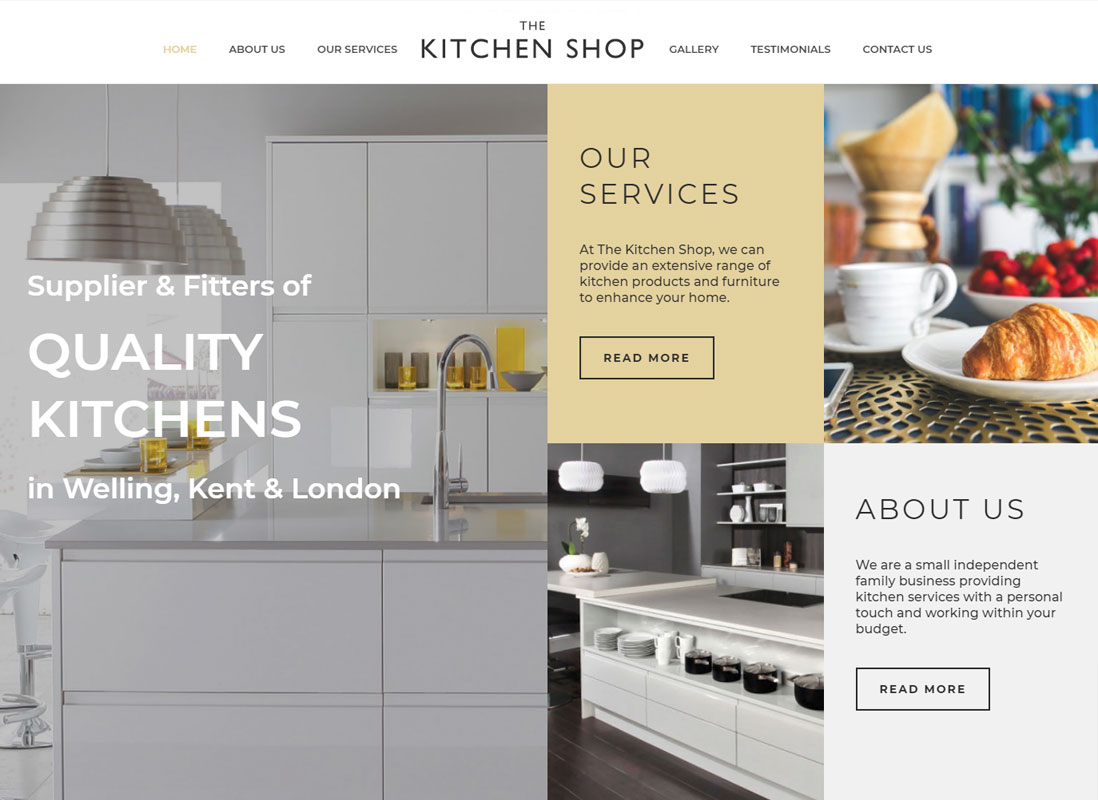 THE
KITCHEN SHOP
HOME ABOUT US OUR SERVICES GALLERY TESTIMONIALS CONTACT US
Supplier & Fitters of
QUALITY
KITCHENS
in Welling, Kent & London
OUR
SERVICES
At The Kitchen Shop, we can
provide an extensive range of
kitchen products and furniture
to enhance your home.
READ MORE
ABOUT US
We are a small independent
family business providing
kitchen services with a personal
touch and working within your
budget.
READ MORE